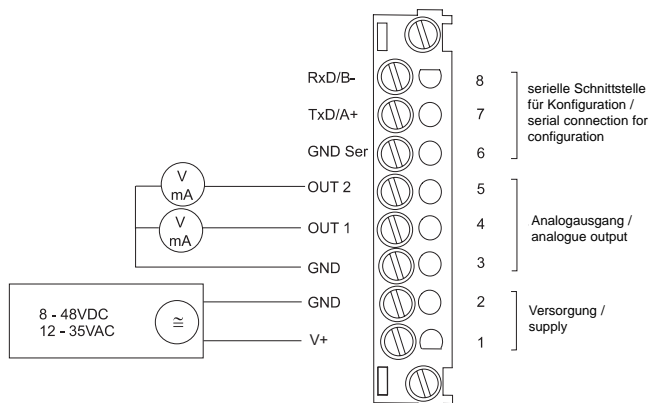 RxD/B-
8
TxD/A+
7
GND Ser
6
serielle Schnittstelle
für Konfiguration /
serial connection for
configuration
V
mA
OUT 2
5
V
mA
OUT 1
4
GND
3
Analogausgang /
analogue output
8 - 48VDC
12 - 35VAC
≅
GND
2
V+
1
Versorgung /
supply